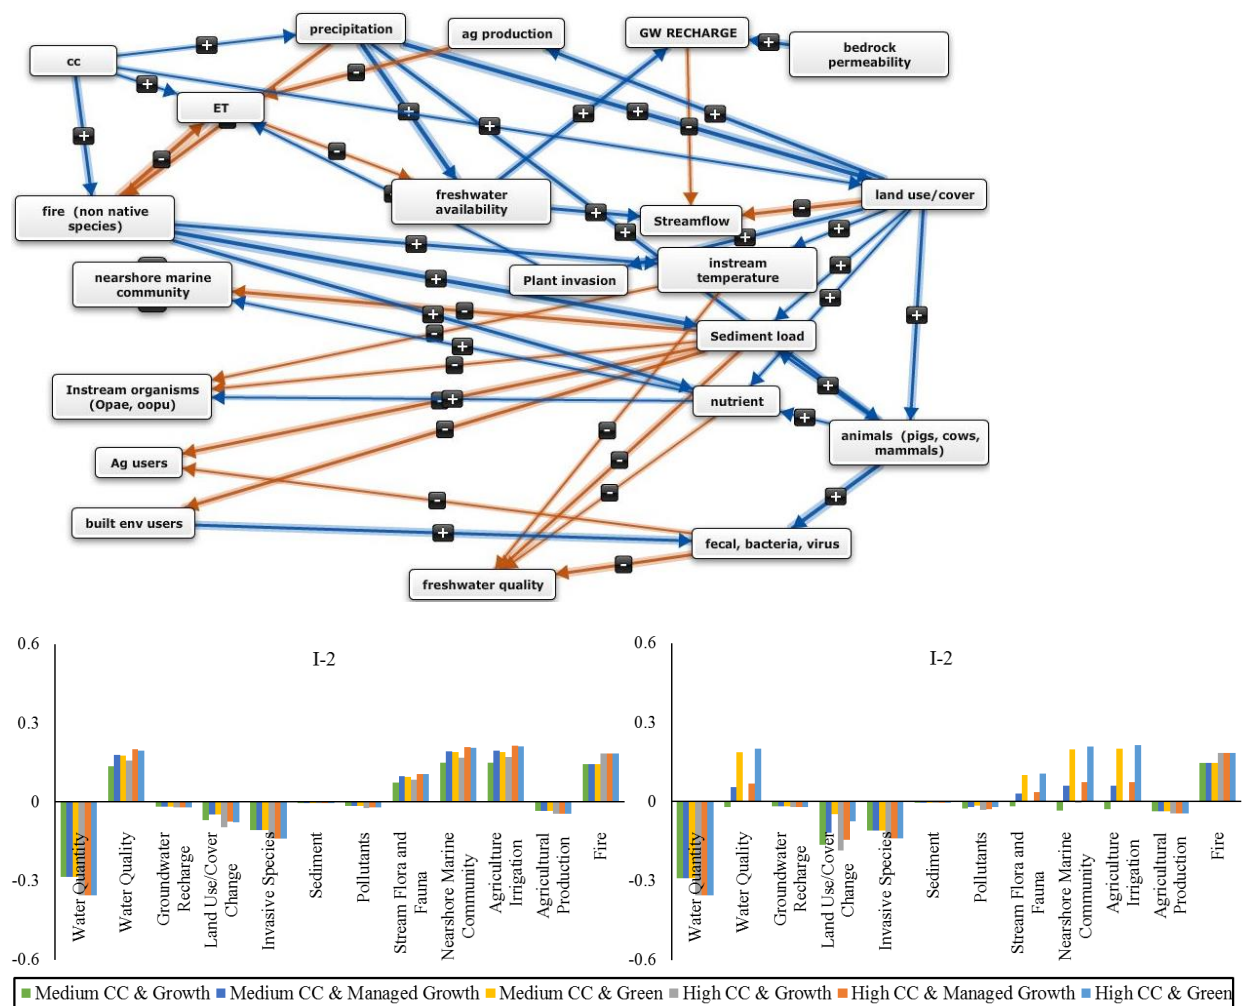 precipitation
ag production
GW RECHARGE
bedrock
permeability
cc
+
+
-
+
ET
+
+
+
+
-
+
+
-
-
fire (non native
species)
freshwater
availability
land use/cover
+
-
Streamflow
+
+
+
+
nearshore marine
community
Plant invasion
instream
temperature
+
+
+
+
-
-
+
+
-
Sediment load
Instream organisms
(Opae, oopu)
+
nutrient
+
+
-
-
-
animals (pigs, cows,
mammals)
Ag users
-
-
+
built env users
+
fecal, bacteria, virus
-
freshwater quality
0.6
0.3
0
-0.3
-0.6
I-2
Water Quantity
Water Quality
Groundwater
Recharge
Land Use/Cover
Change
Invasive Species
Sediment
Pollutants
Stream Flora and
Fauna
Nearshore Marine
Community
Agriculture
Irrigation
Agricultural
Production
Fire
0.6
0.3
0
-0.3
-0.6
I-2
Water Quantity
Water Quality
Groundwater
Recharge
Land Use/Cover
Change
Invasive Species
Sediment
Pollutants
Stream Flora and
Fauna
Nearshore Marine
Community
Agriculture
Irrigation
Agricultural
Production
Fire
Medium CC & Growth Medium CC & Managed Growth Medium CC & Green High CC & Growth High CC & Managed Growth High CC & Green